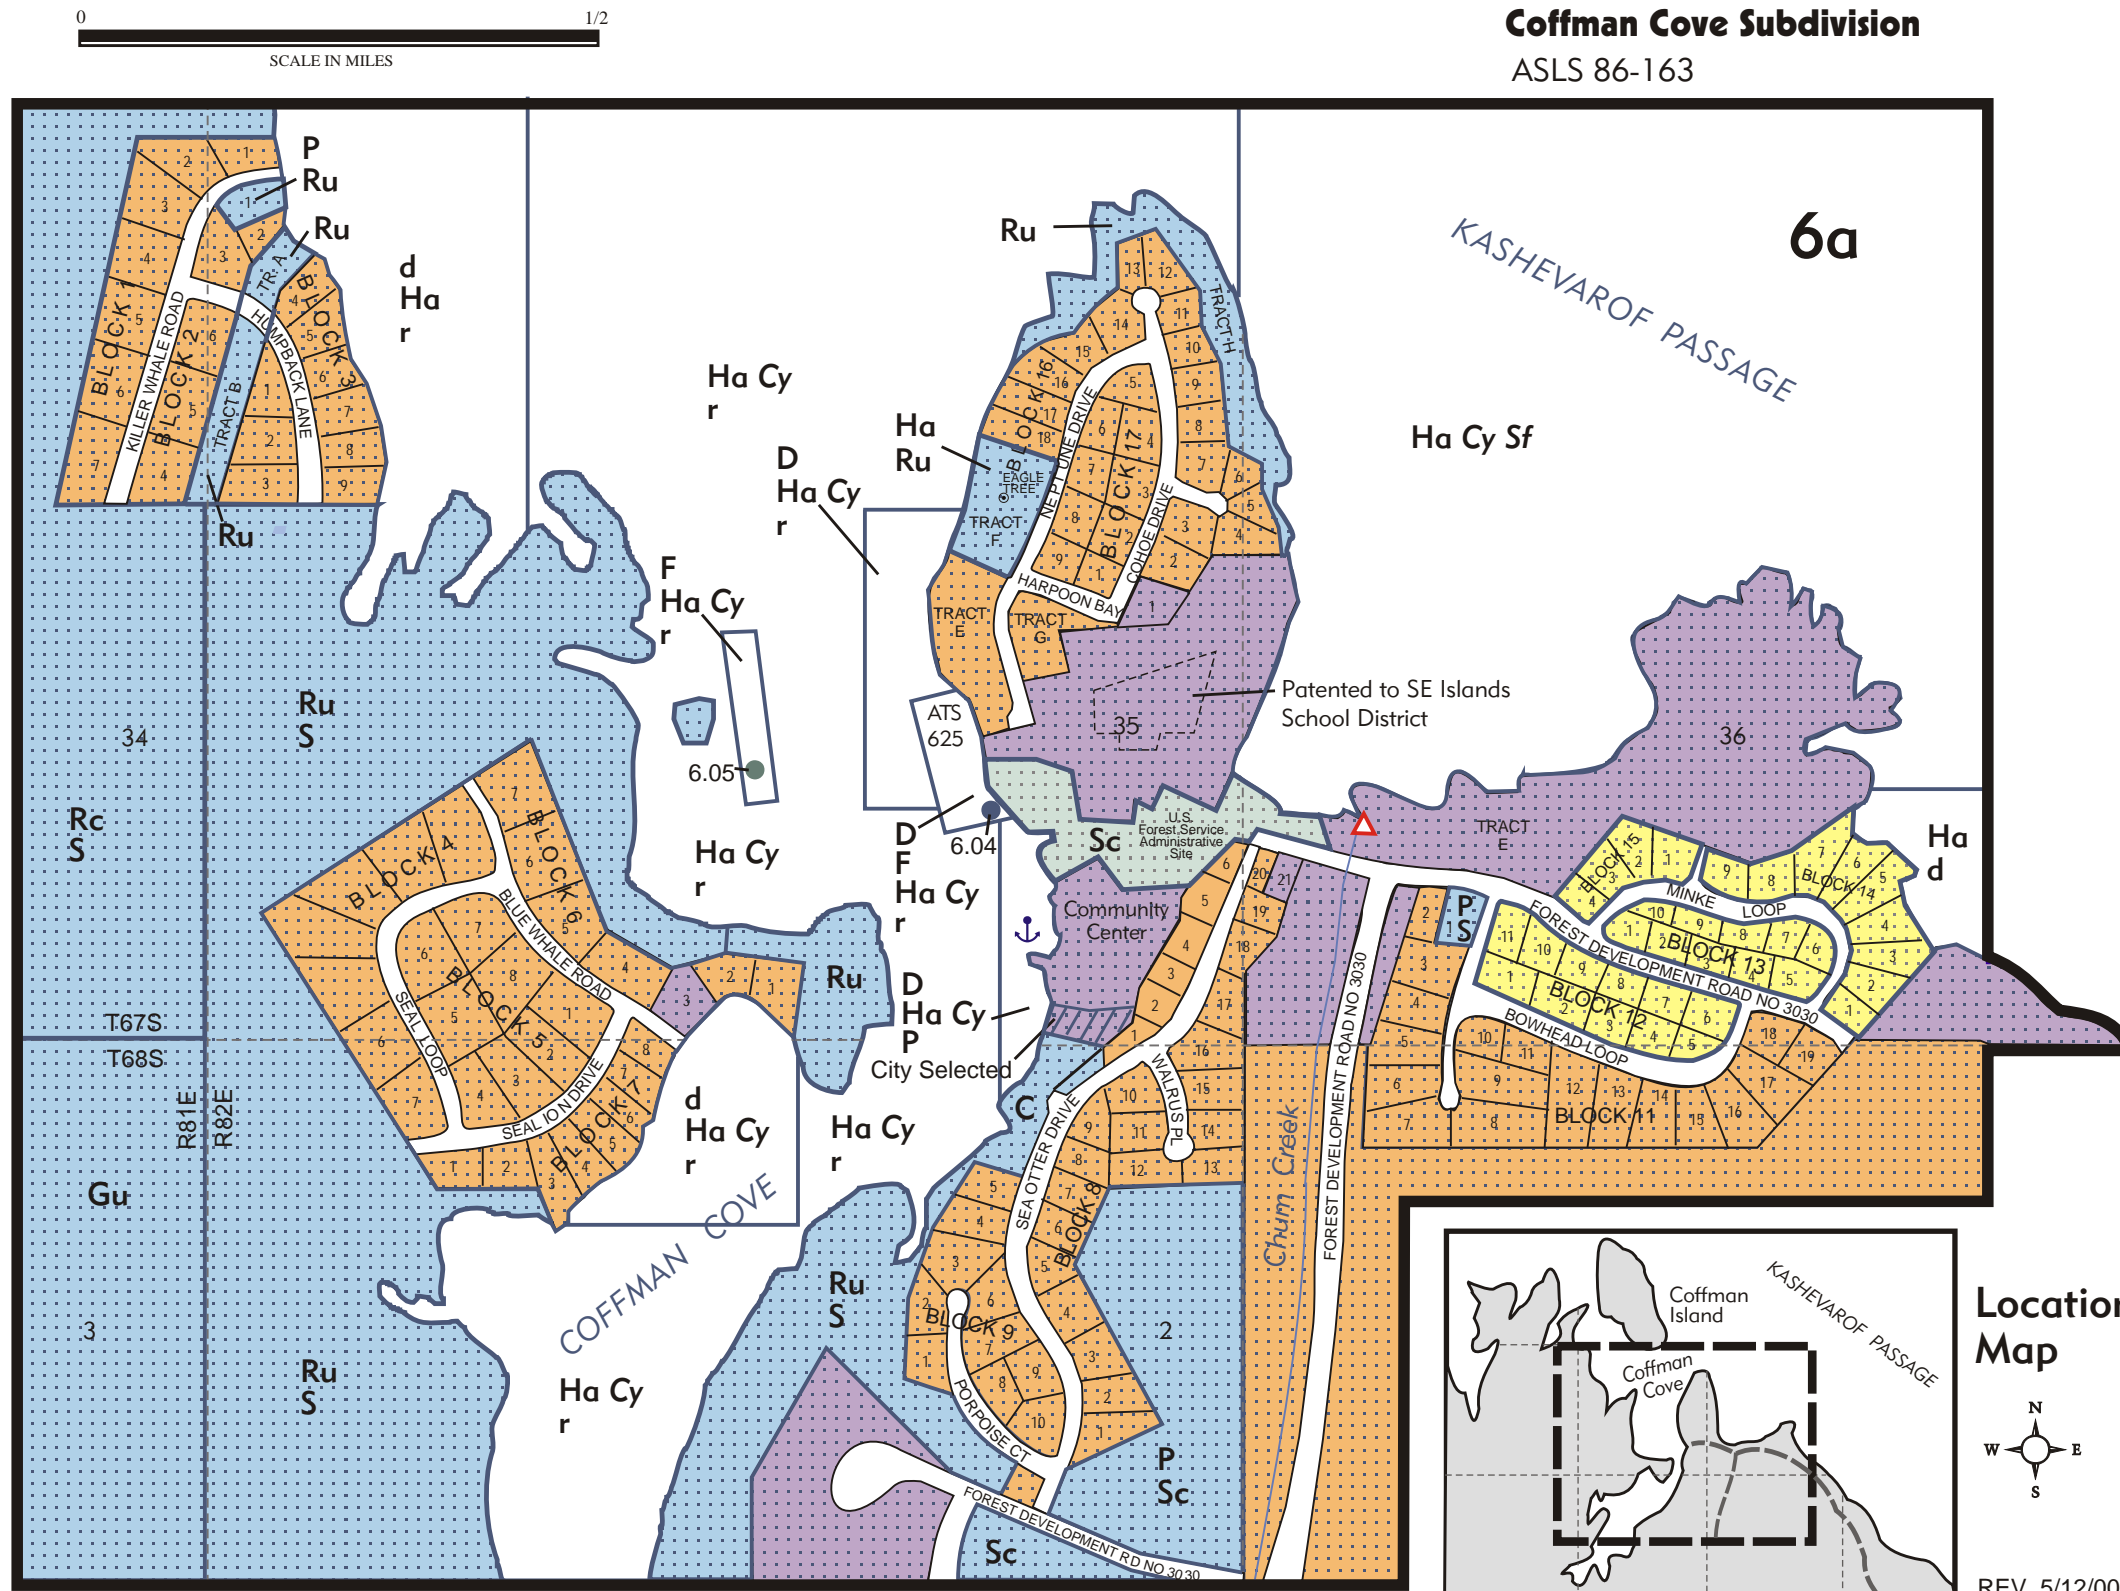 0 1/2
SCALE IN MILES
Coffman Cove Subdivision
ASLS 86-163
6a
KASHEVAROF PASSAGE
P
Ru
Ru
d
Ha
r
TR. A
BLOCK 1
KILLER WHALE ROAD
BLOCK 2
TRACT B
HUMPBACK LANE
BLOCK 3
Ru
Ru
TRACT H
Ha Cy
r
Ha
Ru
D
Ha Cy
r
Ha Cy Sf
BLOCK 16
EAGLE
TREE
TRACT
F
NEPTUNE DRIVE
BLOCK 17
COHOE DRIVE
HARPOON BAY
TRACT
E
TRACT
G
F
Ha Cy
r
Ru
S
34
ATS
625
35
Patented to SE Islands
School District
36
6.05
6.04
Rc
S
Ha Cy
r
D
F
Ha Cy
r
Sc
U.S.
Forest Service
Administrative
Site
TRACT
E
Ha
d
BLOCK 4
BLOCK 6
BLUE WHALE ROAD
BLOCK 5
SEAL LOOP
SEAL ION DRIVE
BLOCK 7
Community
Center
P
S
BLOCK 15
MINKE LOOP
BLOCK 14
BLOCK 13
FOREST DEVELOPMENT ROAD NO 3030
BLOCK 12
BOWHEAD LOOP
BLOCK 11
Ru
D
Ha Cy
P
City Selected
T67S
T68S
R81E
R82E
C
WALRUS PL
SEA OTTER DRIVE
BLOCK 8
Chum Creek
FOREST DEVELOPMENT ROAD NO 3030
d
Ha Cy
r
Ha Cy
r
Gu
COFFMAN COVE
Ru
S
3
2
BLOCK 9
PORPOISE CT
Ru
S
Ha Cy
r
P
Sc
FOREST DEVELOPMENT RD NO 3030
Sc
Coffman
Island
KASHEVAROF PASSAGE
Coffman
Cove
Location
Map
N
W E
S
REV. 5/12/00